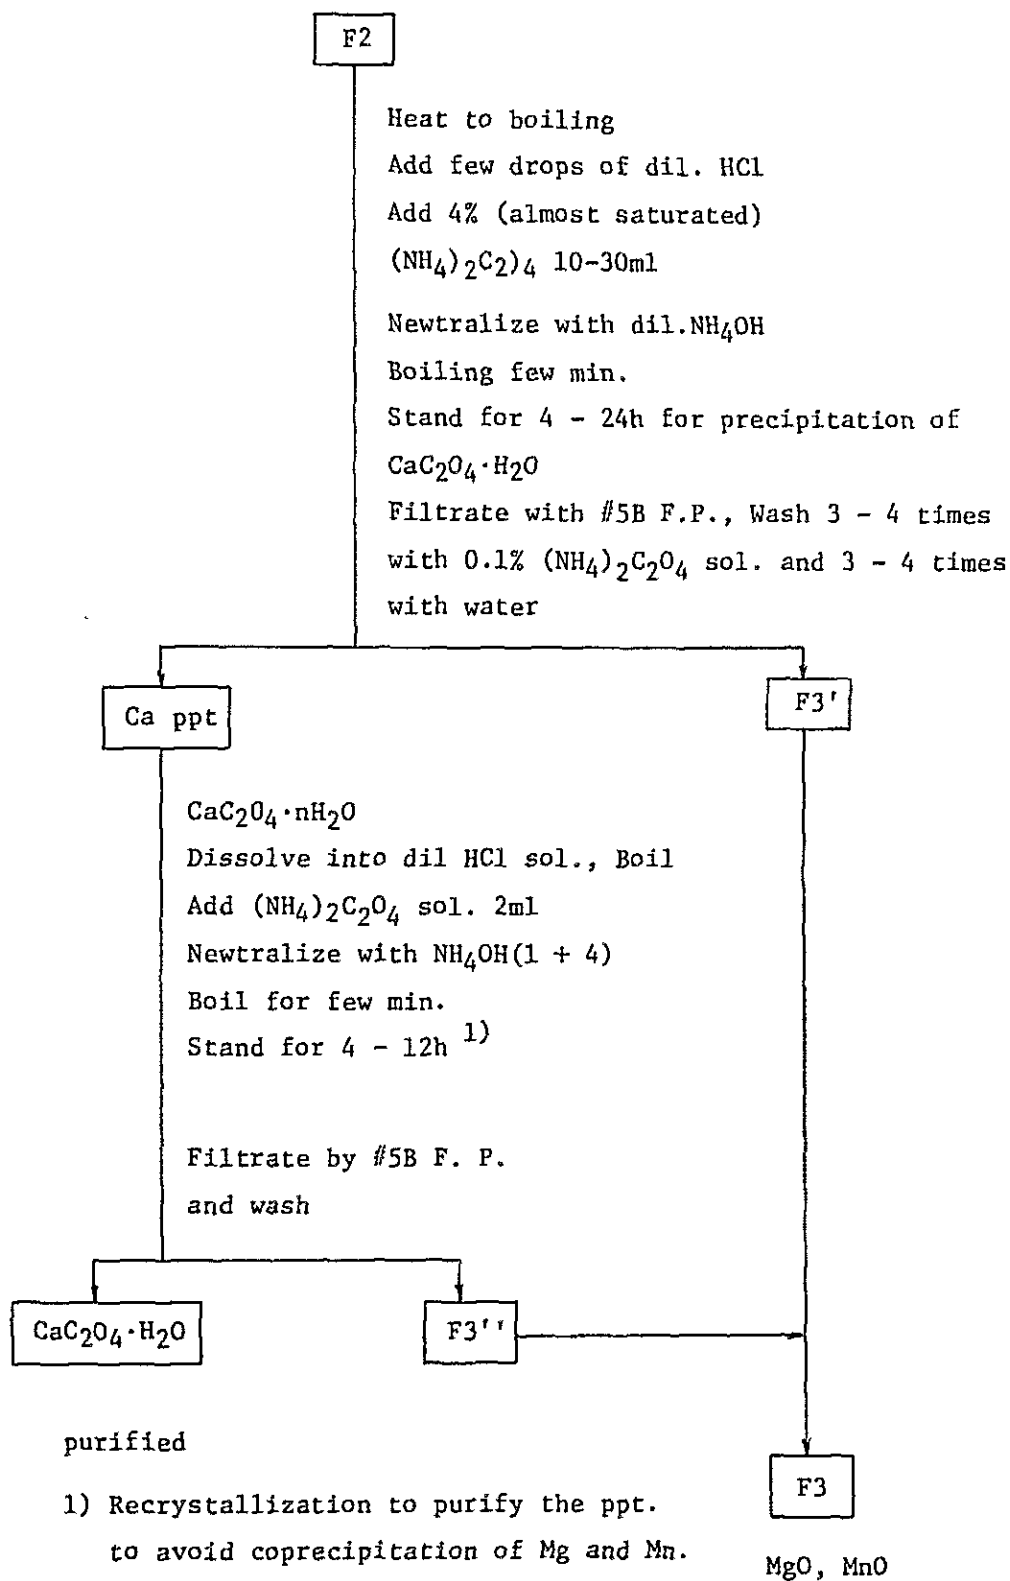 F2
Heat to boiling
Add few drops of dil. HCl
Add 4% (almost saturated)
(NH4)2C2)4 10-30ml
Newtralize with dil.NH4OH
Boiling few min.
Stand for 4 - 24h for precipitation of
CaC2O4·H2O
Filtrate with #5B F.P., Wash 3 - 4 times
with 0.1% (NH4)2C2O4 sol. and 3 - 4 times
with water
Ca ppt
F3'
CaC2O4·nH2O
Dissolve into dil HCl sol., Boil
Add (NH4)2C2O4 sol. 2ml
Newtralize with NH4OH(1 + 4)
Boil for few min.
Stand for 4 - 12h 1)
Filtrate by #5B F. P.
and wash
CaC2O4·H2O
F3''
purified
F3
1) Recrystallization to purify the ppt.
to avoid coprecipitation of Mg and Mn.
MgO, MnO